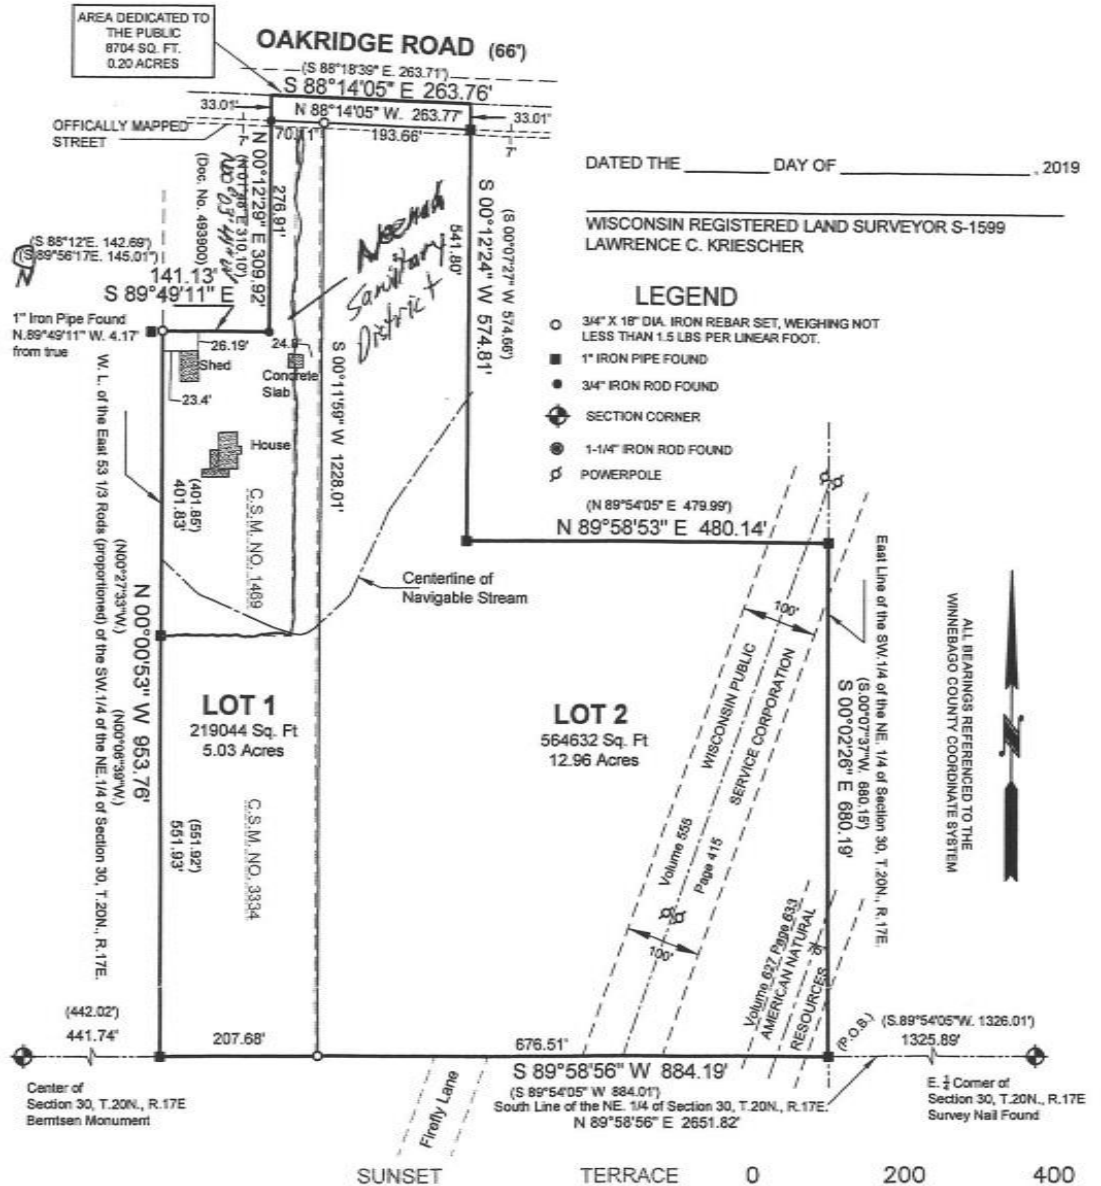 AREA DEDICATED TO
THE PUBLIC
8704 SQ. FT.
0.20 ACRES
OAKRIDGE ROAD (66')
(S 88°18'39" E. 263.71')
S 88°14'05" E 263.76'
N 88°14'05" W. 263.77'
33.01'
33.01'
70.11'
193.66'
7'
7'
OFFICALLY MAPPED
STREET
DATED THE DAY OF , 2019
WISCONSIN REGISTERED LAND SURVEYOR S-1599
LAWRENCE C. KRIESCHER
LEGEND
3/4" X 18" DIA. IRON REBAR SET, WEIGHING NOT
LESS THAN 1.5 LBS PER LINEAR FOOT.
1" IRON PIPE FOUND
3/4" IRON ROD FOUND
SECTION CORNER
1-1/4" IRON ROD FOUND
POWERPOLE
(Doc. No. 493900)
(N 01°48' E 310.10')
N 00°12'29" E 309.92'
276.91'
Neenah
Sanitary
District
541.80'
S 00°12'24" W 574.81'
(S 00°07'27" W 574.66')
(S 88°12'E. 142.69')
(S 89°56'17E. 145.01')
N
141.13'
S 89°49'11" E
1" Iron Pipe Found
N.89°49'11" W. 4.17'
from true
26.19'
Shed
23.4'
Concrete
Slab
House
S 00°11'59" W 1228.01'
C.S.M. NO. 1469
(401.85')
401.83'
Centerline of
Navigable Stream
(N 89°54'05" E 479.99')
N 89°58'53" E 480.14'
W. L. of the East 53 1/3 Rods (proportioned) of the SW.1/4 of the NE.1/4 of Section 30, T.20N., R.17E.
(N00°27'33"W.)
(N00°06'39"W.)
N 00°00'53" W 953.76'
LOT 1
219044 Sq. Ft
5.03 Acres
LOT 2
564632 Sq. Ft
12.96 Acres
C.S.M. NO. 3334
(551.92')
551.93'
100'
WISCONSIN PUBLIC
SERVICE CORPORATION
Volume 555
Page 415
100'
Volume 627 Page 633
AMERICAN NATURAL
RESOURCES
East Line of the SW.1/4 of the NE. 1/4 of Section 30, T.20N., R.17E.
(S.00°07'37"W. 680.15')
S 00°02'26" E 680.19'
ALL BEARINGS REFERENCED TO THE
WINNEBAGO COUNTY COORDINATE SYSTEM
N
(442.02')
441.74'
207.68'
676.51'
(P.O.B.)
(S.89°54'05"W. 1326.01')
1325.89'
S 89°58'56" W 884.19'
(S 89°54'05" W 884.01')
South Line of the NE. 1/4 of Section 30, T.20N., R.17E.
N 89°58'56" E 2651.82'
Center of
Section 30, T.20N., R.17E
Berntsen Monument
E. ¼ Corner of
Section 30, T.20N., R.17E
Survey Nail Found
Firefly Lane
SUNSET TERRACE 0 200 400